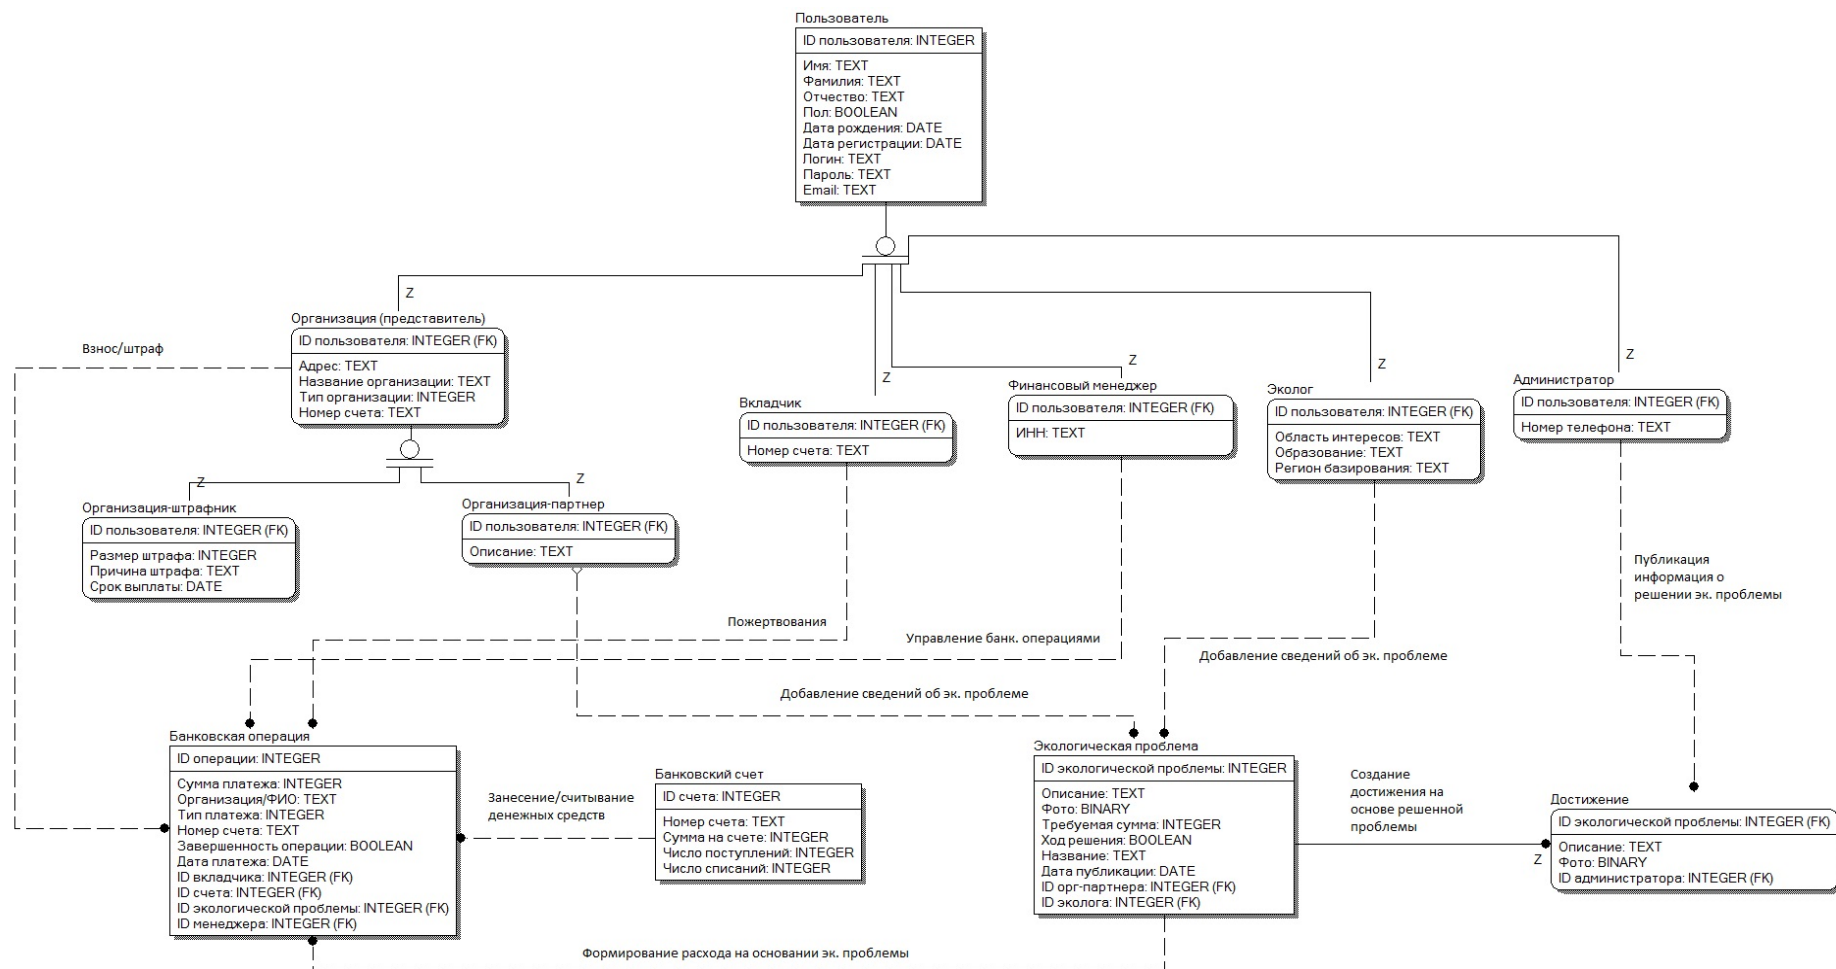 Пользователь
ID пользователя: INTEGER
Имя: TEXT
Фамилия: TEXT
Отчество: TEXT
Пол: BOOLEAN
Дата рождения: DATE
Дата регистрации: DATE
Логин: TEXT
Пароль: TEXT
Email: TEXT
Z
Организация (представитель)
ID пользователя: INTEGER (FK)
Адрес: TEXT
Название организации: TEXT
Тип организации: INTEGER
Номер счета: TEXT
Взнос/штраф
Z
Вкладчик
ID пользователя: INTEGER (FK)
Номер счета: TEXT
Z
Финансовый менеджер
ID пользователя: INTEGER (FK)
ИНН: TEXT
Z
Эколог
ID пользователя: INTEGER (FK)
Область интересов: TEXT
Образование: TEXT
Регион базирования: TEXT
Z
Администратор
ID пользователя: INTEGER (FK)
Номер телефона: TEXT
Z
Организация-штрафник
ID пользователя: INTEGER (FK)
Размер штрафа: INTEGER
Причина штрафа: TEXT
Срок выплаты: DATE
Z
Организация-партнер
ID пользователя: INTEGER (FK)
Описание: TEXT
Публикация
информация о
решении эк. проблемы
Пожертвования
Управление банк. операциями
Добавление сведений об эк. проблеме
Добавление сведений об эк. проблеме
Банковская операция
ID операции: INTEGER
Сумма платежа: INTEGER
Организация/ФИО: TEXT
Тип платежа: INTEGER
Номер счета: TEXT
Завершенность операции: BOOLEAN
Дата платежа: DATE
ID вкладчика: INTEGER (FK)
ID счета: INTEGER (FK)
ID экологической проблемы: INTEGER (FK)
ID менеджера: INTEGER (FK)
Занесение/считывание
денежных средств
Банковский счет
ID счета: INTEGER
Номер счета: TEXT
Сумма на счете: INTEGER
Число поступлений: INTEGER
Число списаний: INTEGER
Экологическая проблема
ID экологической проблемы: INTEGER
Описание: TEXT
Фото: BINARY
Требуемая сумма: INTEGER
Ход решения: BOOLEAN
Название: TEXT
Дата публикации: DATE
ID орг-партнера: INTEGER (FK)
ID эколога: INTEGER (FK)
Создание
достижения на
основе решенной
проблемы
Z
Достижение
ID экологической проблемы: INTEGER (FK)
Описание: TEXT
Фото: BINARY
ID администратора: INTEGER (FK)
Формирование расхода на основании эк. проблемы